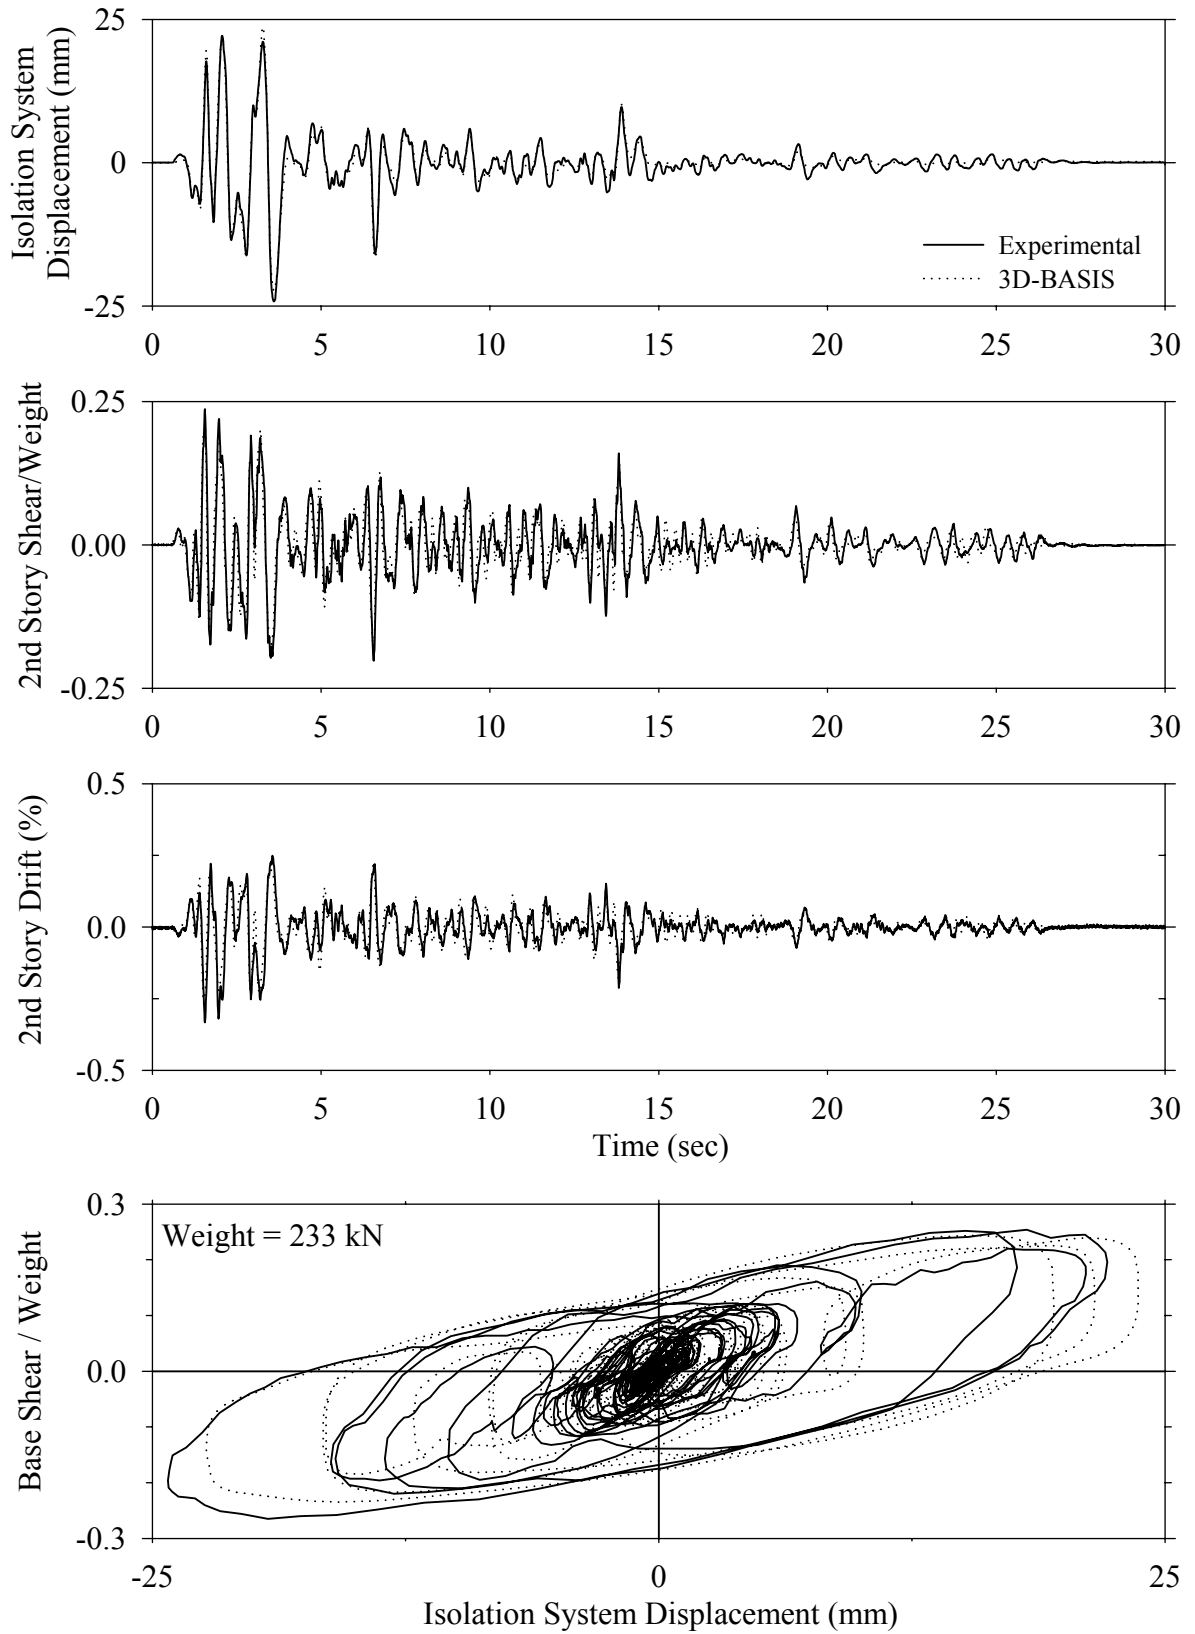 Isolation System
Displacement (mm)
25
0
-25
Experimental
3D-BASIS
0 5 10 15 20 25 30
2nd Story Shear/Weight
0.25
0.00
-0.25
0 5 10 15 20 25 30
2nd Story Drift (%)
0.5
0.0
-0.5
0 5 10 15 20 25 30
Time (sec)
Base Shear / Weight
0.3
0.0
-0.3
Weight = 233 kN
-25 0 25
Isolation System Displacement (mm)